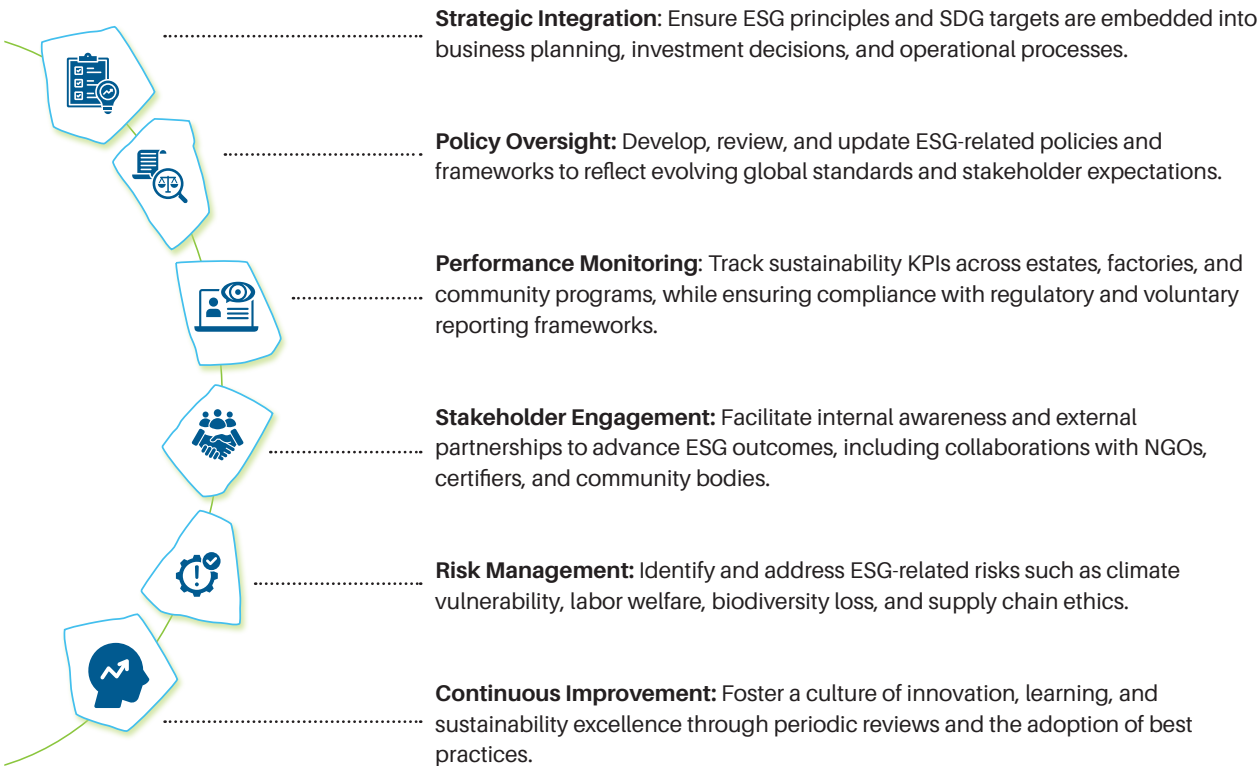 Strategic Integration: Ensure ESG principles and SDG targets are embedded into
business planning, investment decisions, and operational processes.
Policy Oversight: Develop, review, and update ESG-related policies and
frameworks to reflect evolving global standards and stakeholder expectations.
Performance Monitoring: Track sustainability KPIs across estates, factories, and
community programs, while ensuring compliance with regulatory and voluntary
reporting frameworks.
Stakeholder Engagement: Facilitate internal awareness and external
partnerships to advance ESG outcomes, including collaborations with NGOs,
certifiers, and community bodies.
Risk Management: Identify and address ESG-related risks such as climate
vulnerability, labor welfare, biodiversity loss, and supply chain ethics.
Continuous Improvement: Foster a culture of innovation, learning, and
sustainability excellence through periodic reviews and the adoption of best
practices.